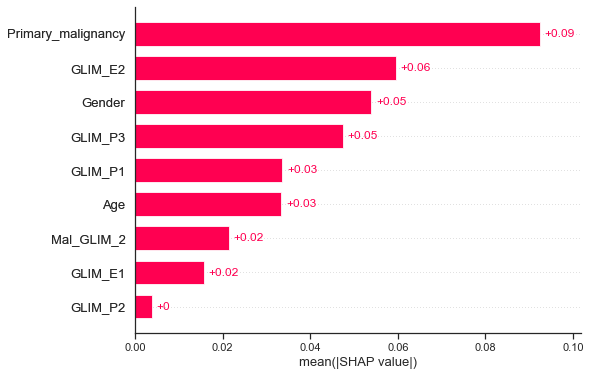 Primary_malignancy +0.09
GLIM_E2 +0.06
Gender +0.05
GLIM_P3 +0.05
GLIM_P1 +0.03
Age +0.03
Mal_GLIM_2 +0.02
GLIM_E1 +0.02
GLIM_P2 +0
0.00 0.02 0.04 0.06 0.08 0.10
mean(|SHAP value|)